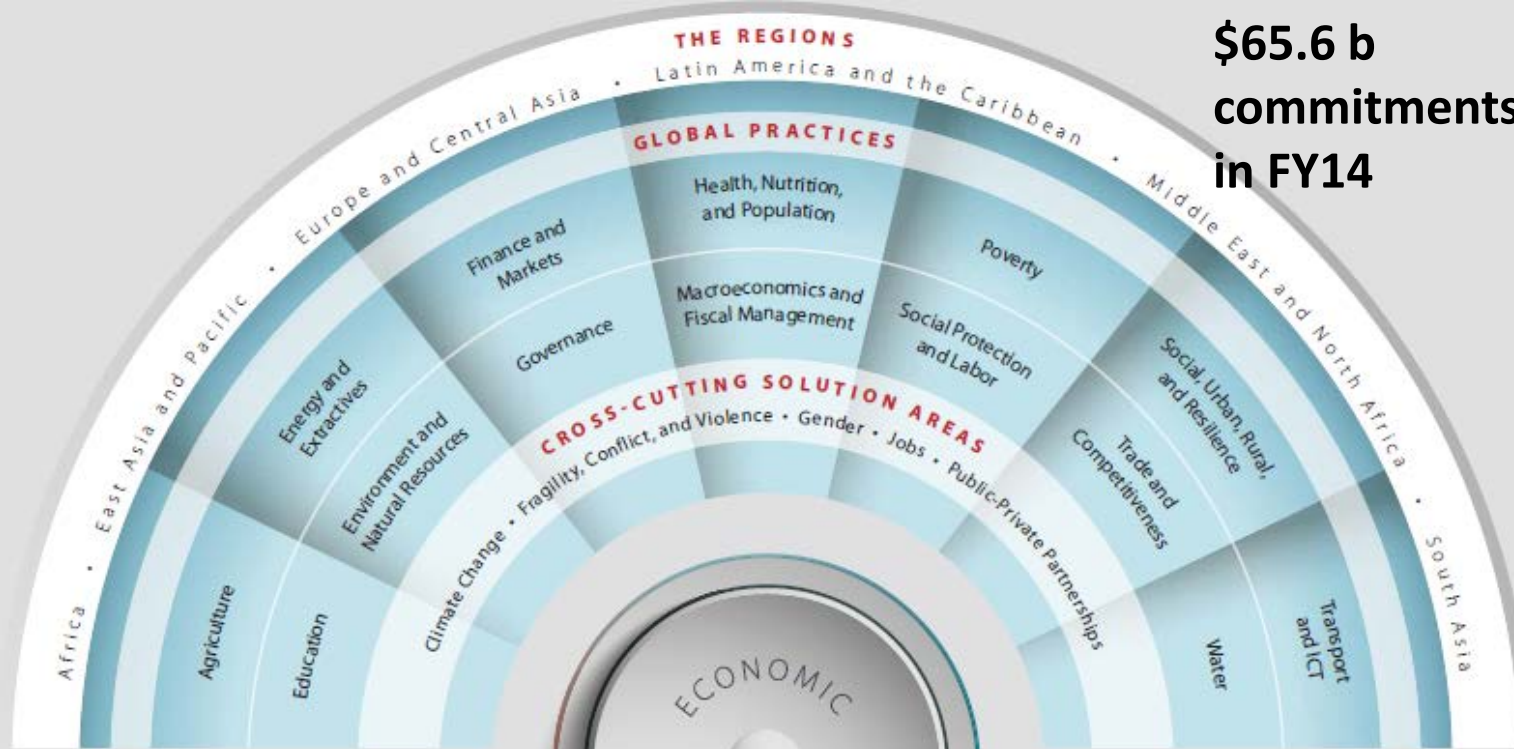 $65.6 b
commitments
in FY14
THE REGIONS
Africa • East Asia and Pacific • Europe and Central Asia • Latin America and the Caribbean • Middle East and North Africa • South Asia
GLOBAL PRACTICES
Agriculture
Education
Energy and
Extractives
Environment and
Natural Resources
Finance and
Markets
Governance
Health, Nutrition,
and Population
Macroeconomics and
Fiscal Management
Poverty
Social Protection
and Labor
Social, Urban, Rural,
and Resilience
Trade and
Competitiveness
Transport
and ICT
Water
CROSS-CUTTING SOLUTION AREAS
Climate Change • Fragility, Conflict, and Violence • Gender • Jobs • Public-Private Partnerships
ECONOMIC